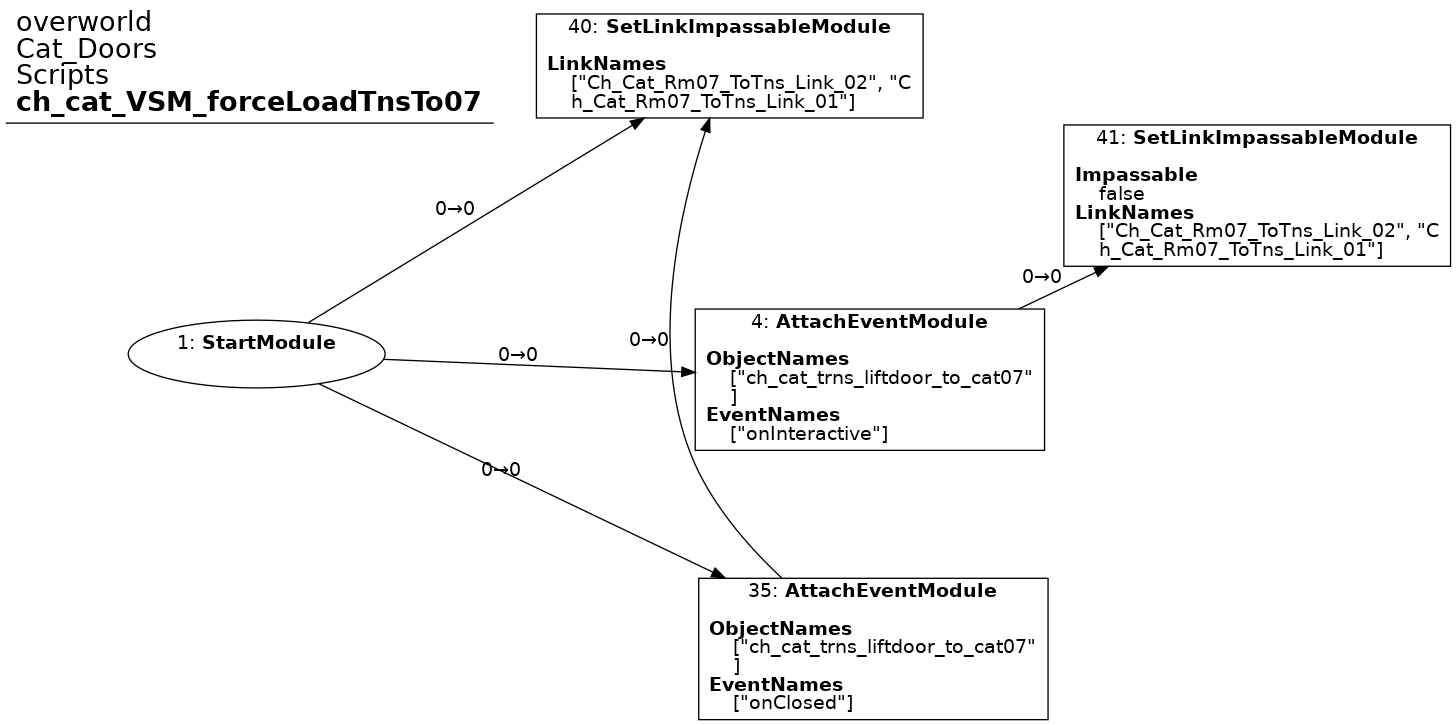 overworld
Cat_Doors
Scripts
ch_cat_VSM_forceLoadTnsTo07
40: SetLinkImpassableModule
LinkNames
["Ch_Cat_Rm07_ToTns_Link_02", "C
h_Cat_Rm07_ToTns_Link_01"]
41: SetLinkImpassableModule
Impassable
false
LinkNames
["Ch_Cat_Rm07_ToTns_Link_02", "C
h_Cat_Rm07_ToTns_Link_01"]
0→0
0→0
1: StartModule
0→0
0→0
4: AttachEventModule
ObjectNames
["ch_cat_trns_liftdoor_to_cat07"
]
EventNames
["onInteractive"]
0→0
35: AttachEventModule
ObjectNames
["ch_cat_trns_liftdoor_to_cat07"
]
EventNames
["onClosed"]